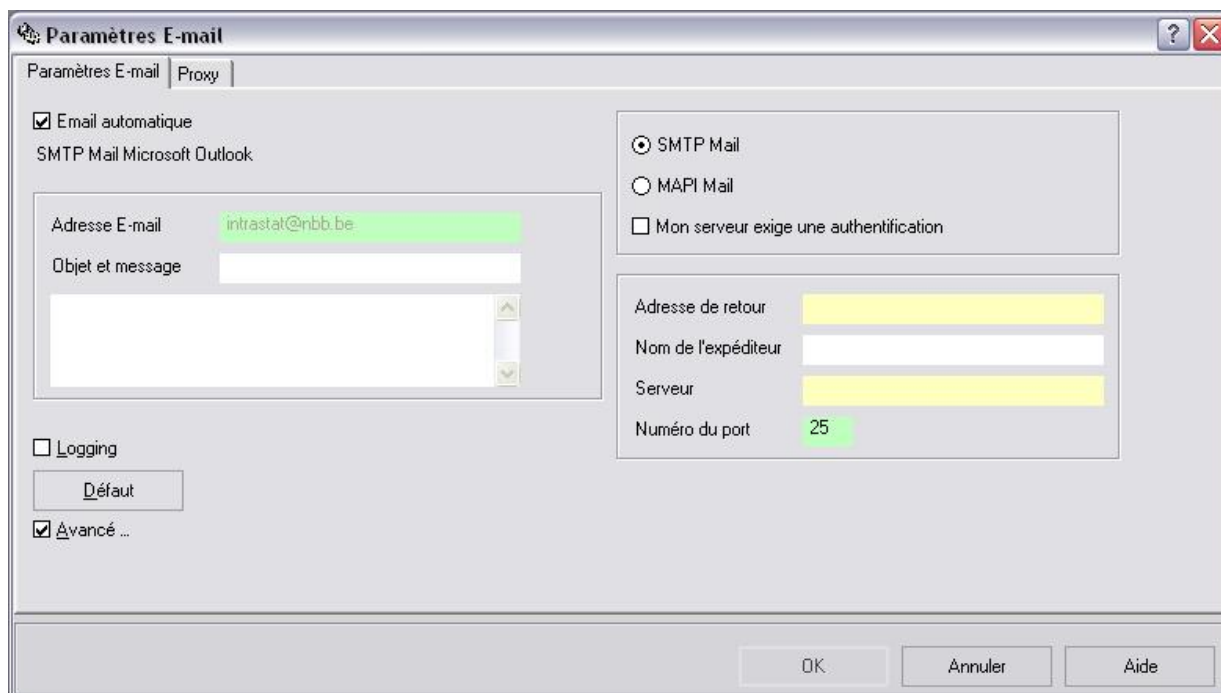 Paramètres E-mail
Paramètres E-mail
Proxy
Email automatique
SMTP Mail Microsoft Outlook
Adresse E-mail
intrastat@nbb.be
Objet et message
Logging
Défaut
Avancé ...
SMTP Mail
MAPI Mail
Mon serveur exige une authentification
Adresse de retour
Nom de l'expéditeur
Serveur
Numéro du port
25
OK
Annuler
Aide